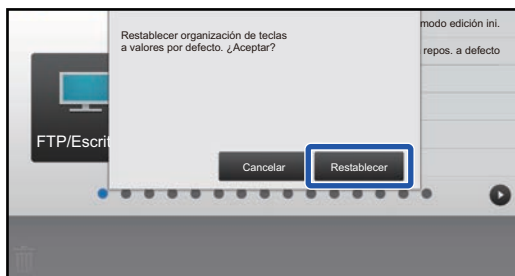 modo edición ini.
Restablecer organización de teclas
a valores por defecto. ¿Aceptar?
repos. a defecto
FTP/Escrit
Cancelar
Restablecer